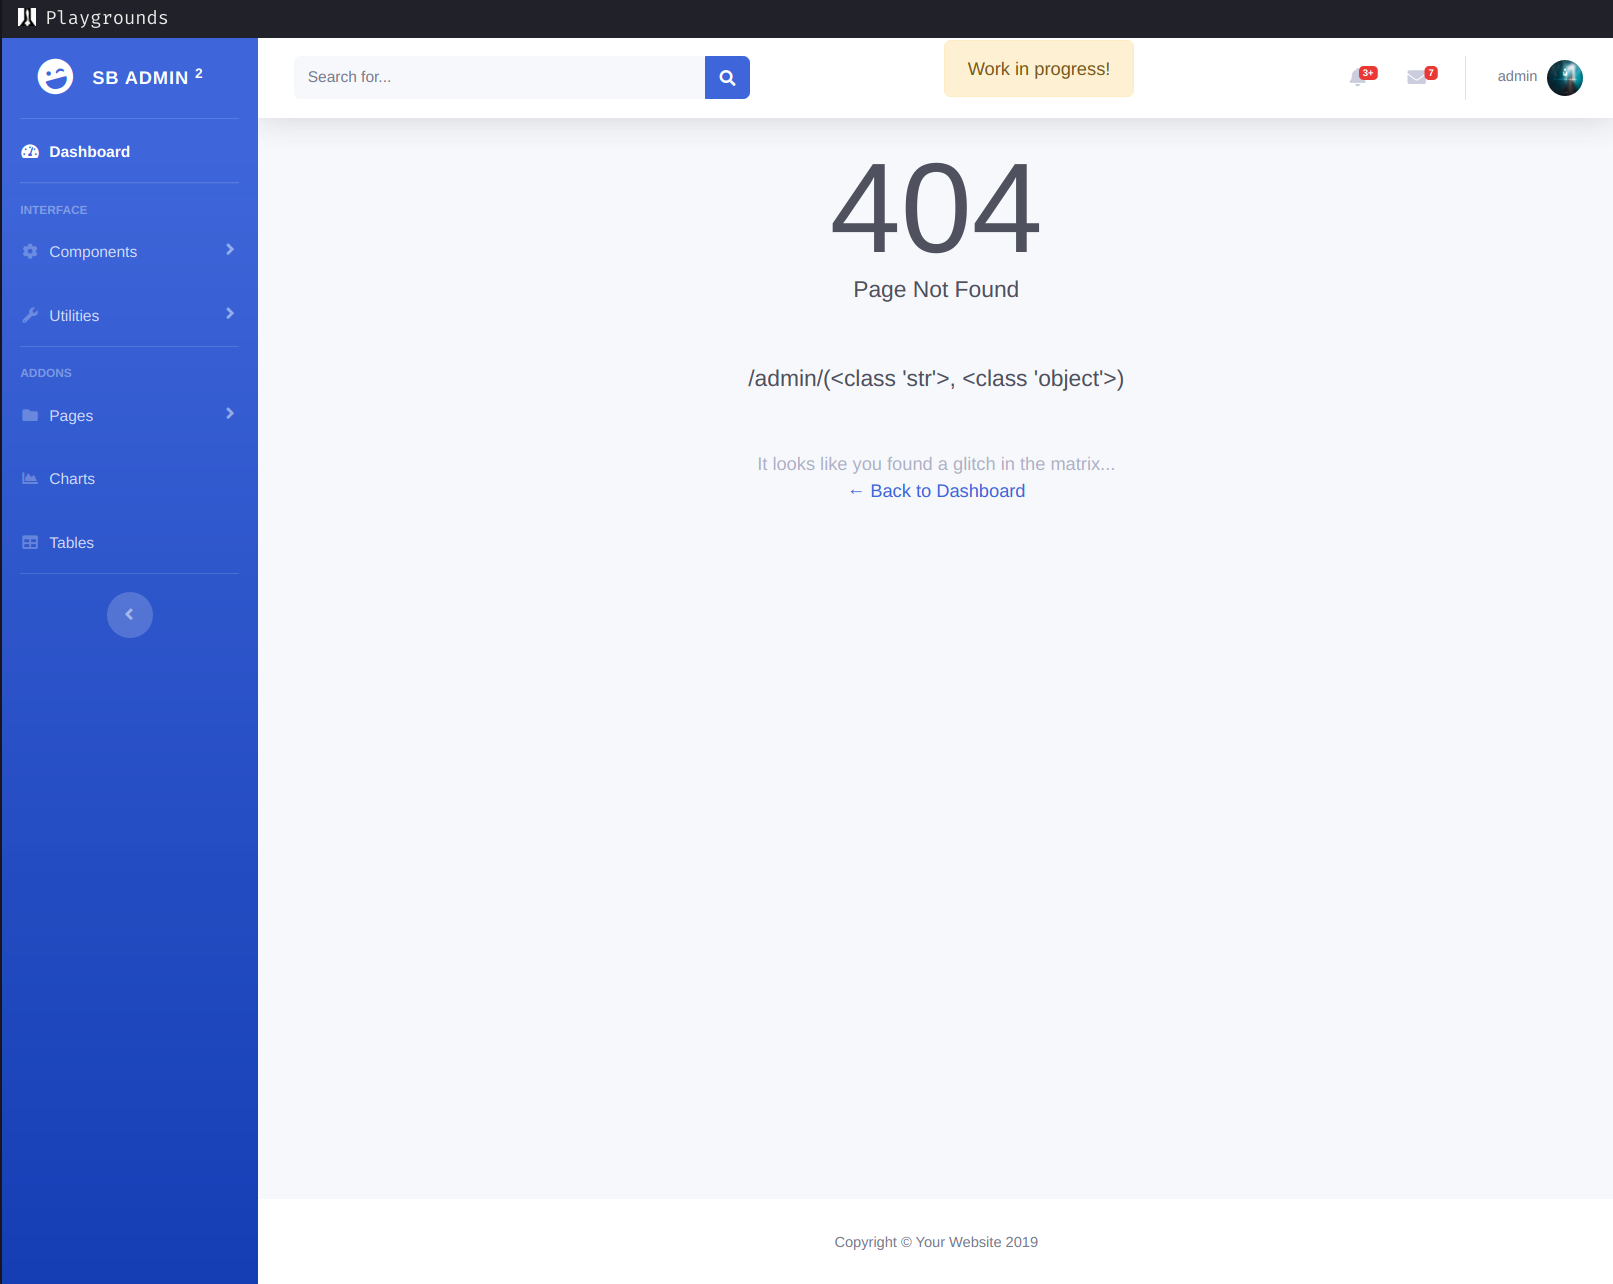 Playgrounds
SB ADMIN 2
Search for...
Work in progress!
3+
7
admin
Dashboard
INTERFACE
Components
Utilities
ADDONS
Pages
Charts
Tables
404
Page Not Found
/admin/(<class 'str'>, <class 'object'>)
It looks like you found a glitch in the matrix...
← Back to Dashboard
Copyright © Your Website 2019